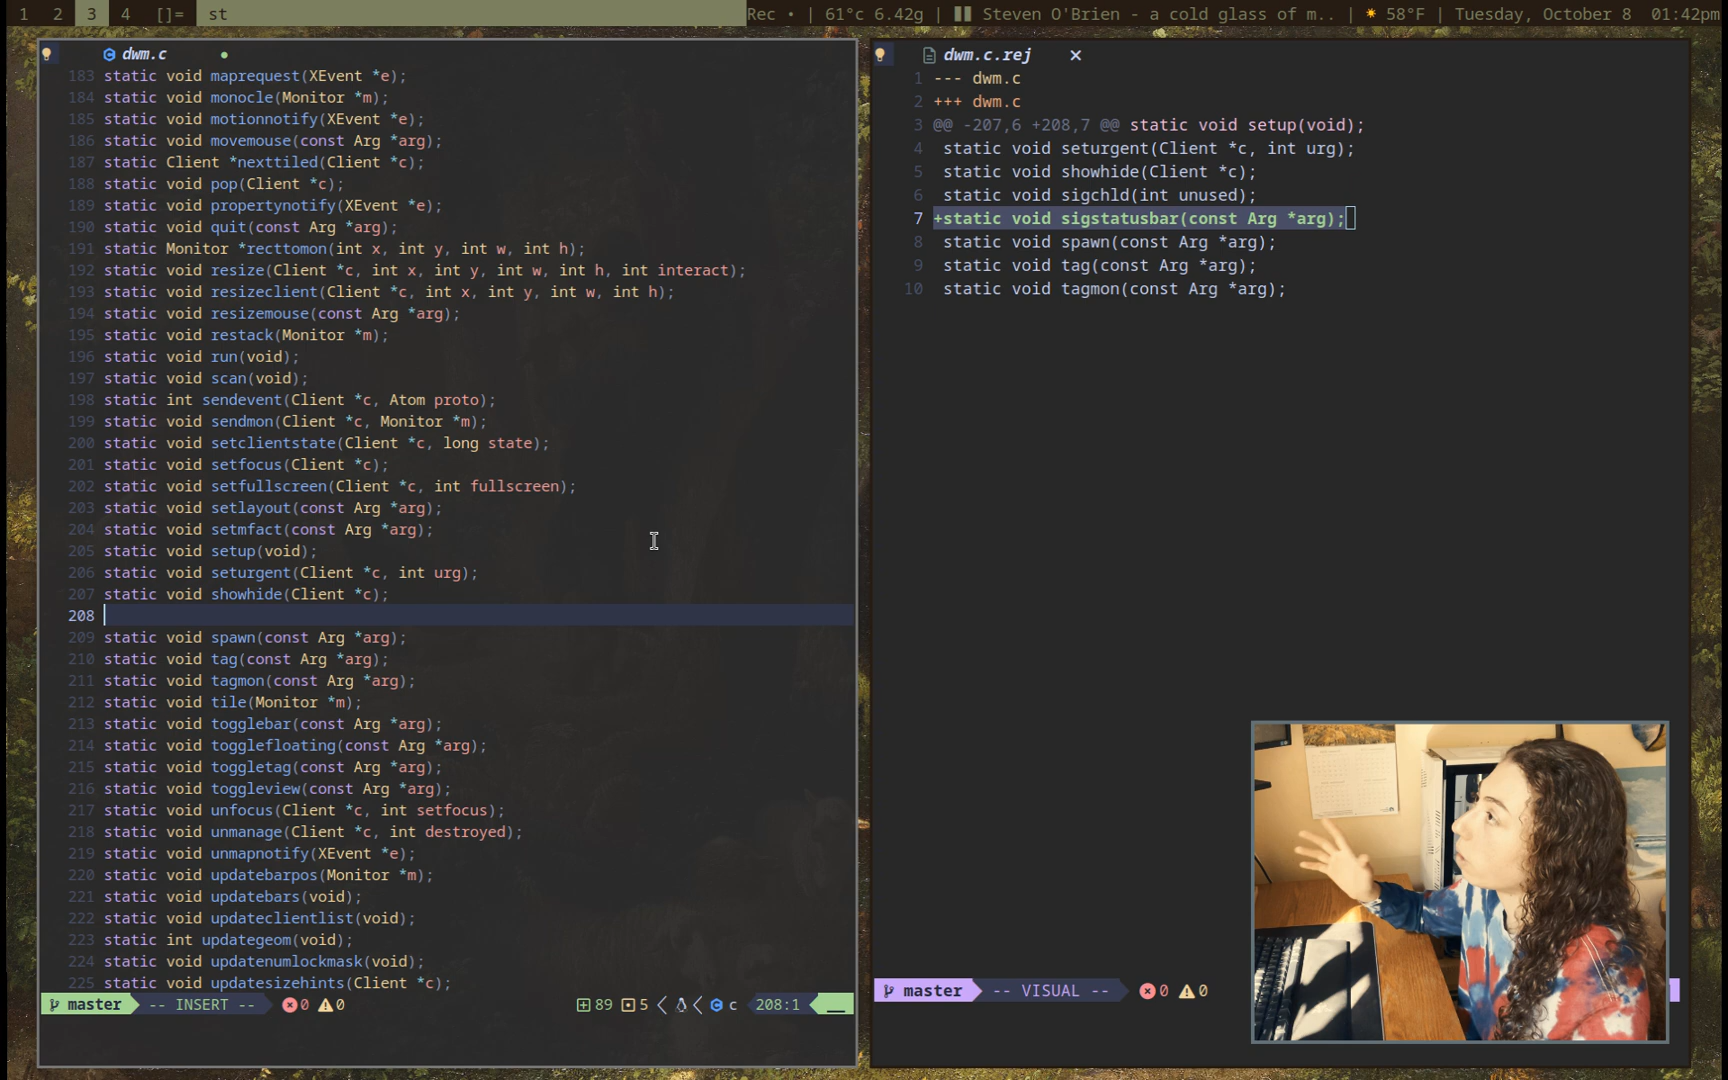 1 2 3 4 []= st Rec • | 61°c 6.42g | Steven O'Brien - a cold glass of m.. | 58°F | Tuesday, October 8 01:42pm
dwm.c
183 static void maprequest(XEvent *e);
184 static void monocle(Monitor *m);
185 static void motionnotify(XEvent *e);
186 static void movemouse(const Arg *arg);
187 static Client *nexttiled(Client *c);
188 static void pop(Client *c);
189 static void propertynotify(XEvent *e);
190 static void quit(const Arg *arg);
191 static Monitor *recttomon(int x, int y, int w, int h);
192 static void resize(Client *c, int x, int y, int w, int h, int interact);
193 static void resizeclient(Client *c, int x, int y, int w, int h);
194 static void resizemouse(const Arg *arg);
195 static void restack(Monitor *m);
196 static void run(void);
197 static void scan(void);
198 static int sendevent(Client *c, Atom proto);
199 static void sendmon(Client *c, Monitor *m);
200 static void setclientstate(Client *c, long state);
201 static void setfocus(Client *c);
202 static void setfullscreen(Client *c, int fullscreen);
203 static void setlayout(const Arg *arg);
204 static void setmfact(const Arg *arg);
205 static void setup(void);
206 static void seturgent(Client *c, int urg);
207 static void showhide(Client *c);
208
209 static void spawn(const Arg *arg);
210 static void tag(const Arg *arg);
211 static void tagmon(const Arg *arg);
212 static void tile(Monitor *m);
213 static void togglebar(const Arg *arg);
214 static void togglefloating(const Arg *arg);
215 static void toggletag(const Arg *arg);
216 static void toggleview(const Arg *arg);
217 static void unfocus(Client *c, int setfocus);
218 static void unmanage(Client *c, int destroyed);
219 static void unmapnotify(XEvent *e);
220 static void updatebarpos(Monitor *m);
221 static void updatebars(void);
222 static void updateclientlist(void);
223 static int updategeom(void);
224 static void updatenumlockmask(void);
225 static void updatesizehints(Client *c);
master -- INSERT -- 0 0 89 5 c 208:1
dwm.c.rej
1 --- dwm.c
2 +++ dwm.c
3 @@ -207,6 +208,7 @@ static void setup(void);
4 static void seturgent(Client *c, int urg);
5 static void showhide(Client *c);
6 static void sigchld(int unused);
7 +static void sigstatusbar(const Arg *arg);
8 static void spawn(const Arg *arg);
9 static void tag(const Arg *arg);
10 static void tagmon(const Arg *arg);
master -- VISUAL -- 0 0